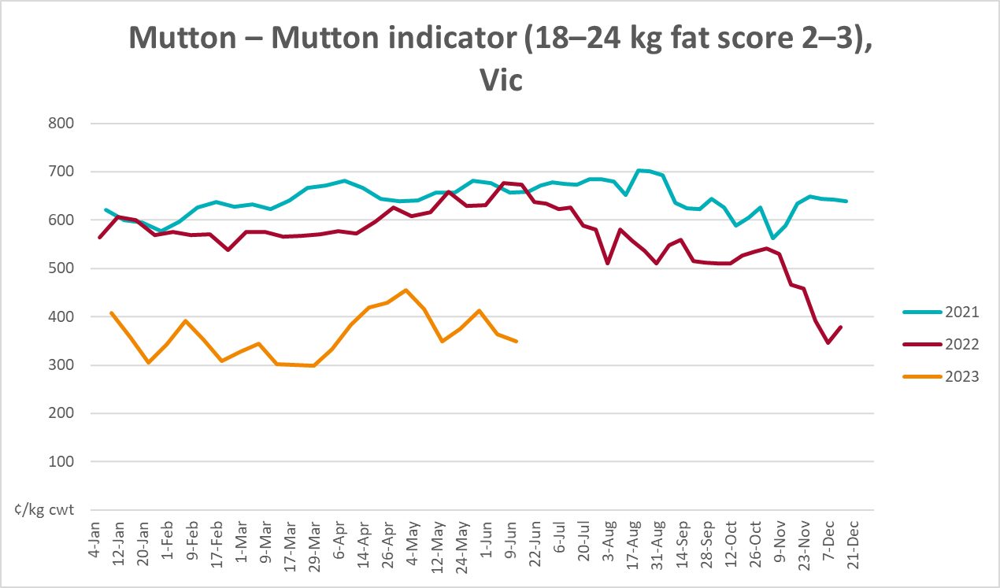 Mutton – Mutton indicator (18–24 kg fat score 2–3),
Vic
800
700
600
500
400
300
200
100
¢/kg cwt
4-Jan
12-Jan
20-Jan
1-Feb
9-Feb
17-Feb
1-Mar
9-Mar
17-Mar
29-Mar
6-Apr
14-Apr
26-Apr
4-May
12-May
24-May
1-Jun
9-Jun
22-Jun
6-Jul
20-Jul
3-Aug
17-Aug
31-Aug
14-Sep
28-Sep
12-Oct
26-Oct
9-Nov
23-Nov
7-Dec
21-Dec
2021
2022
2023